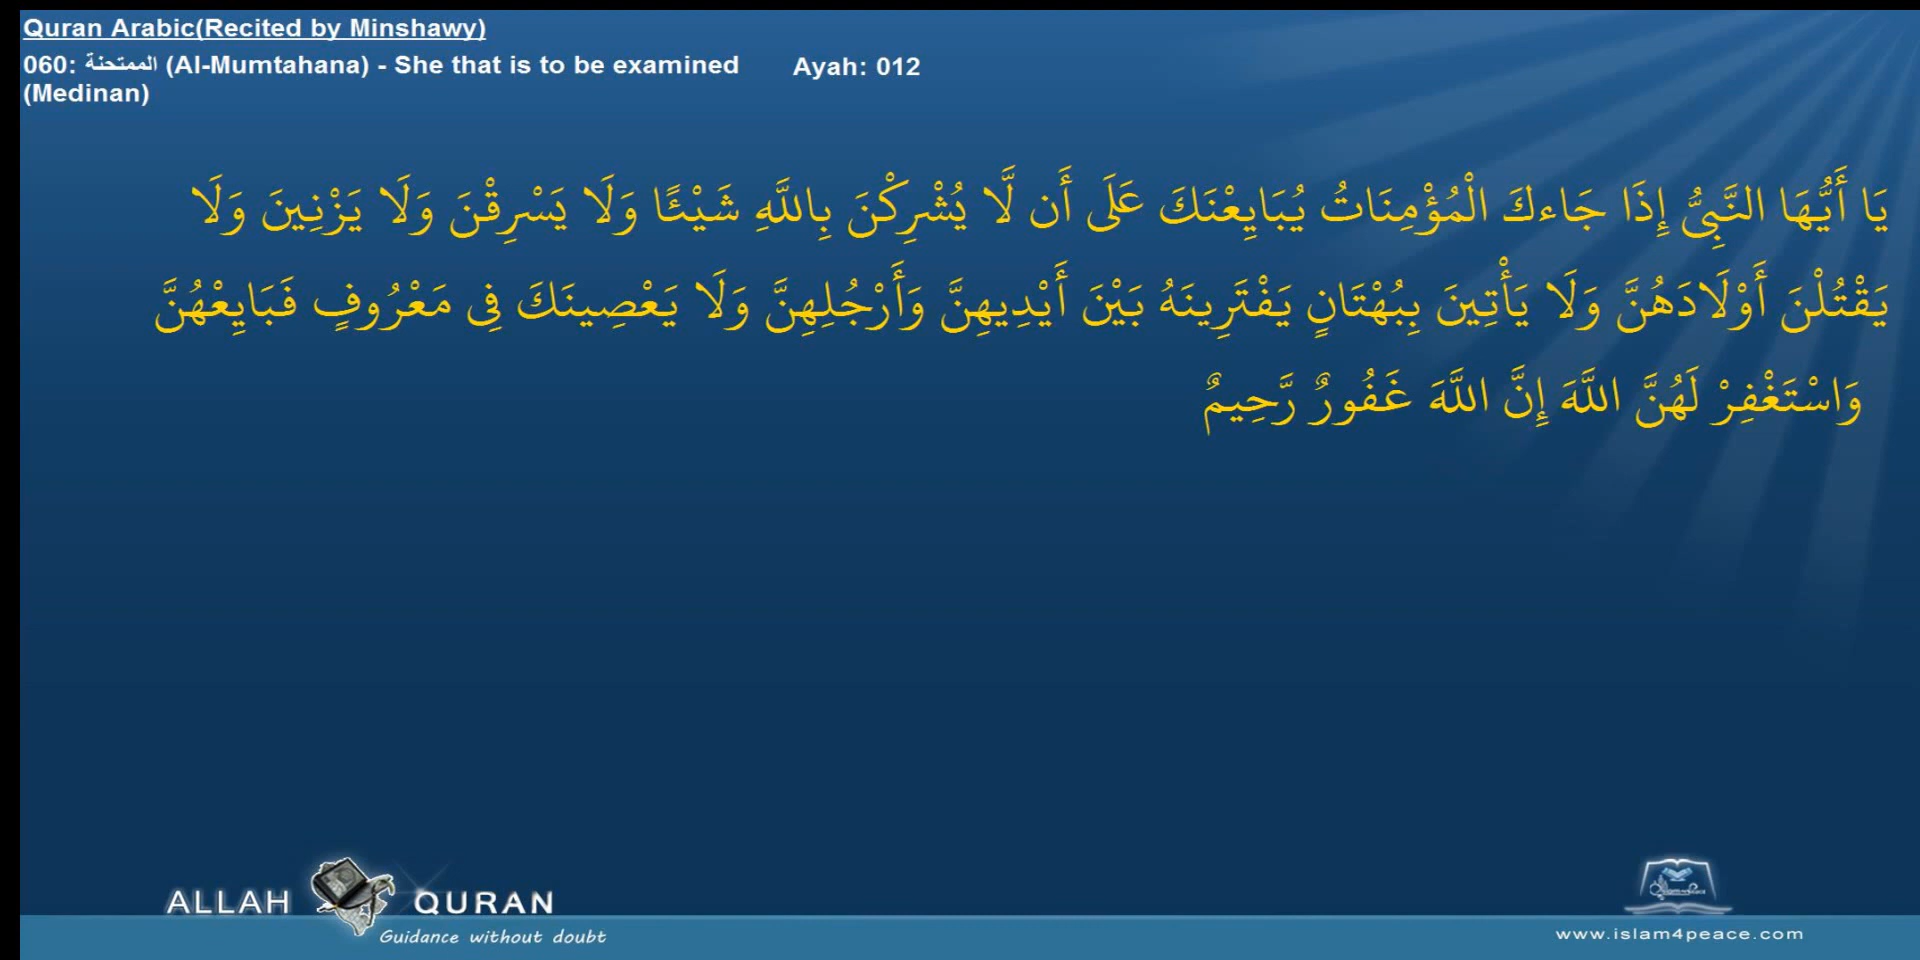 Quran Arabic(Recited by Minshawy)
060: الممتحنة (Al-Mumtahana) - She that is to be examined Ayah: 012
(Medinan)
يَا أَيُّهَا النَّبِىُّ إِذَا جَاءكَ الْمُؤْمِنَاتُ يُبَايِعْنَكَ عَلَى أَن لَّا يُشْرِكْنَ بِاللَّهِ شَيْئًا وَلَا يَسْرِقْنَ وَلَا يَزْنِينَ وَلَا
يَقْتُلْنَ أَوْلَادَهُنَّ وَلَا يَأْتِينَ بِبُهْتَانٍ يَفْتَرِينَهُ بَيْنَ أَيْدِيهِنَّ وَأَرْجُلِهِنَّ وَلَا يَعْصِينَكَ فِى مَعْرُوفٍ فَبَايِعْهُنَّ
وَاسْتَغْفِرْ لَهُنَّ اللَّهَ إِنَّ اللَّهَ غَفُورٌ رَّحِيمٌ
ALLAH QURAN
Guidance without doubt
www.islam4peace.com